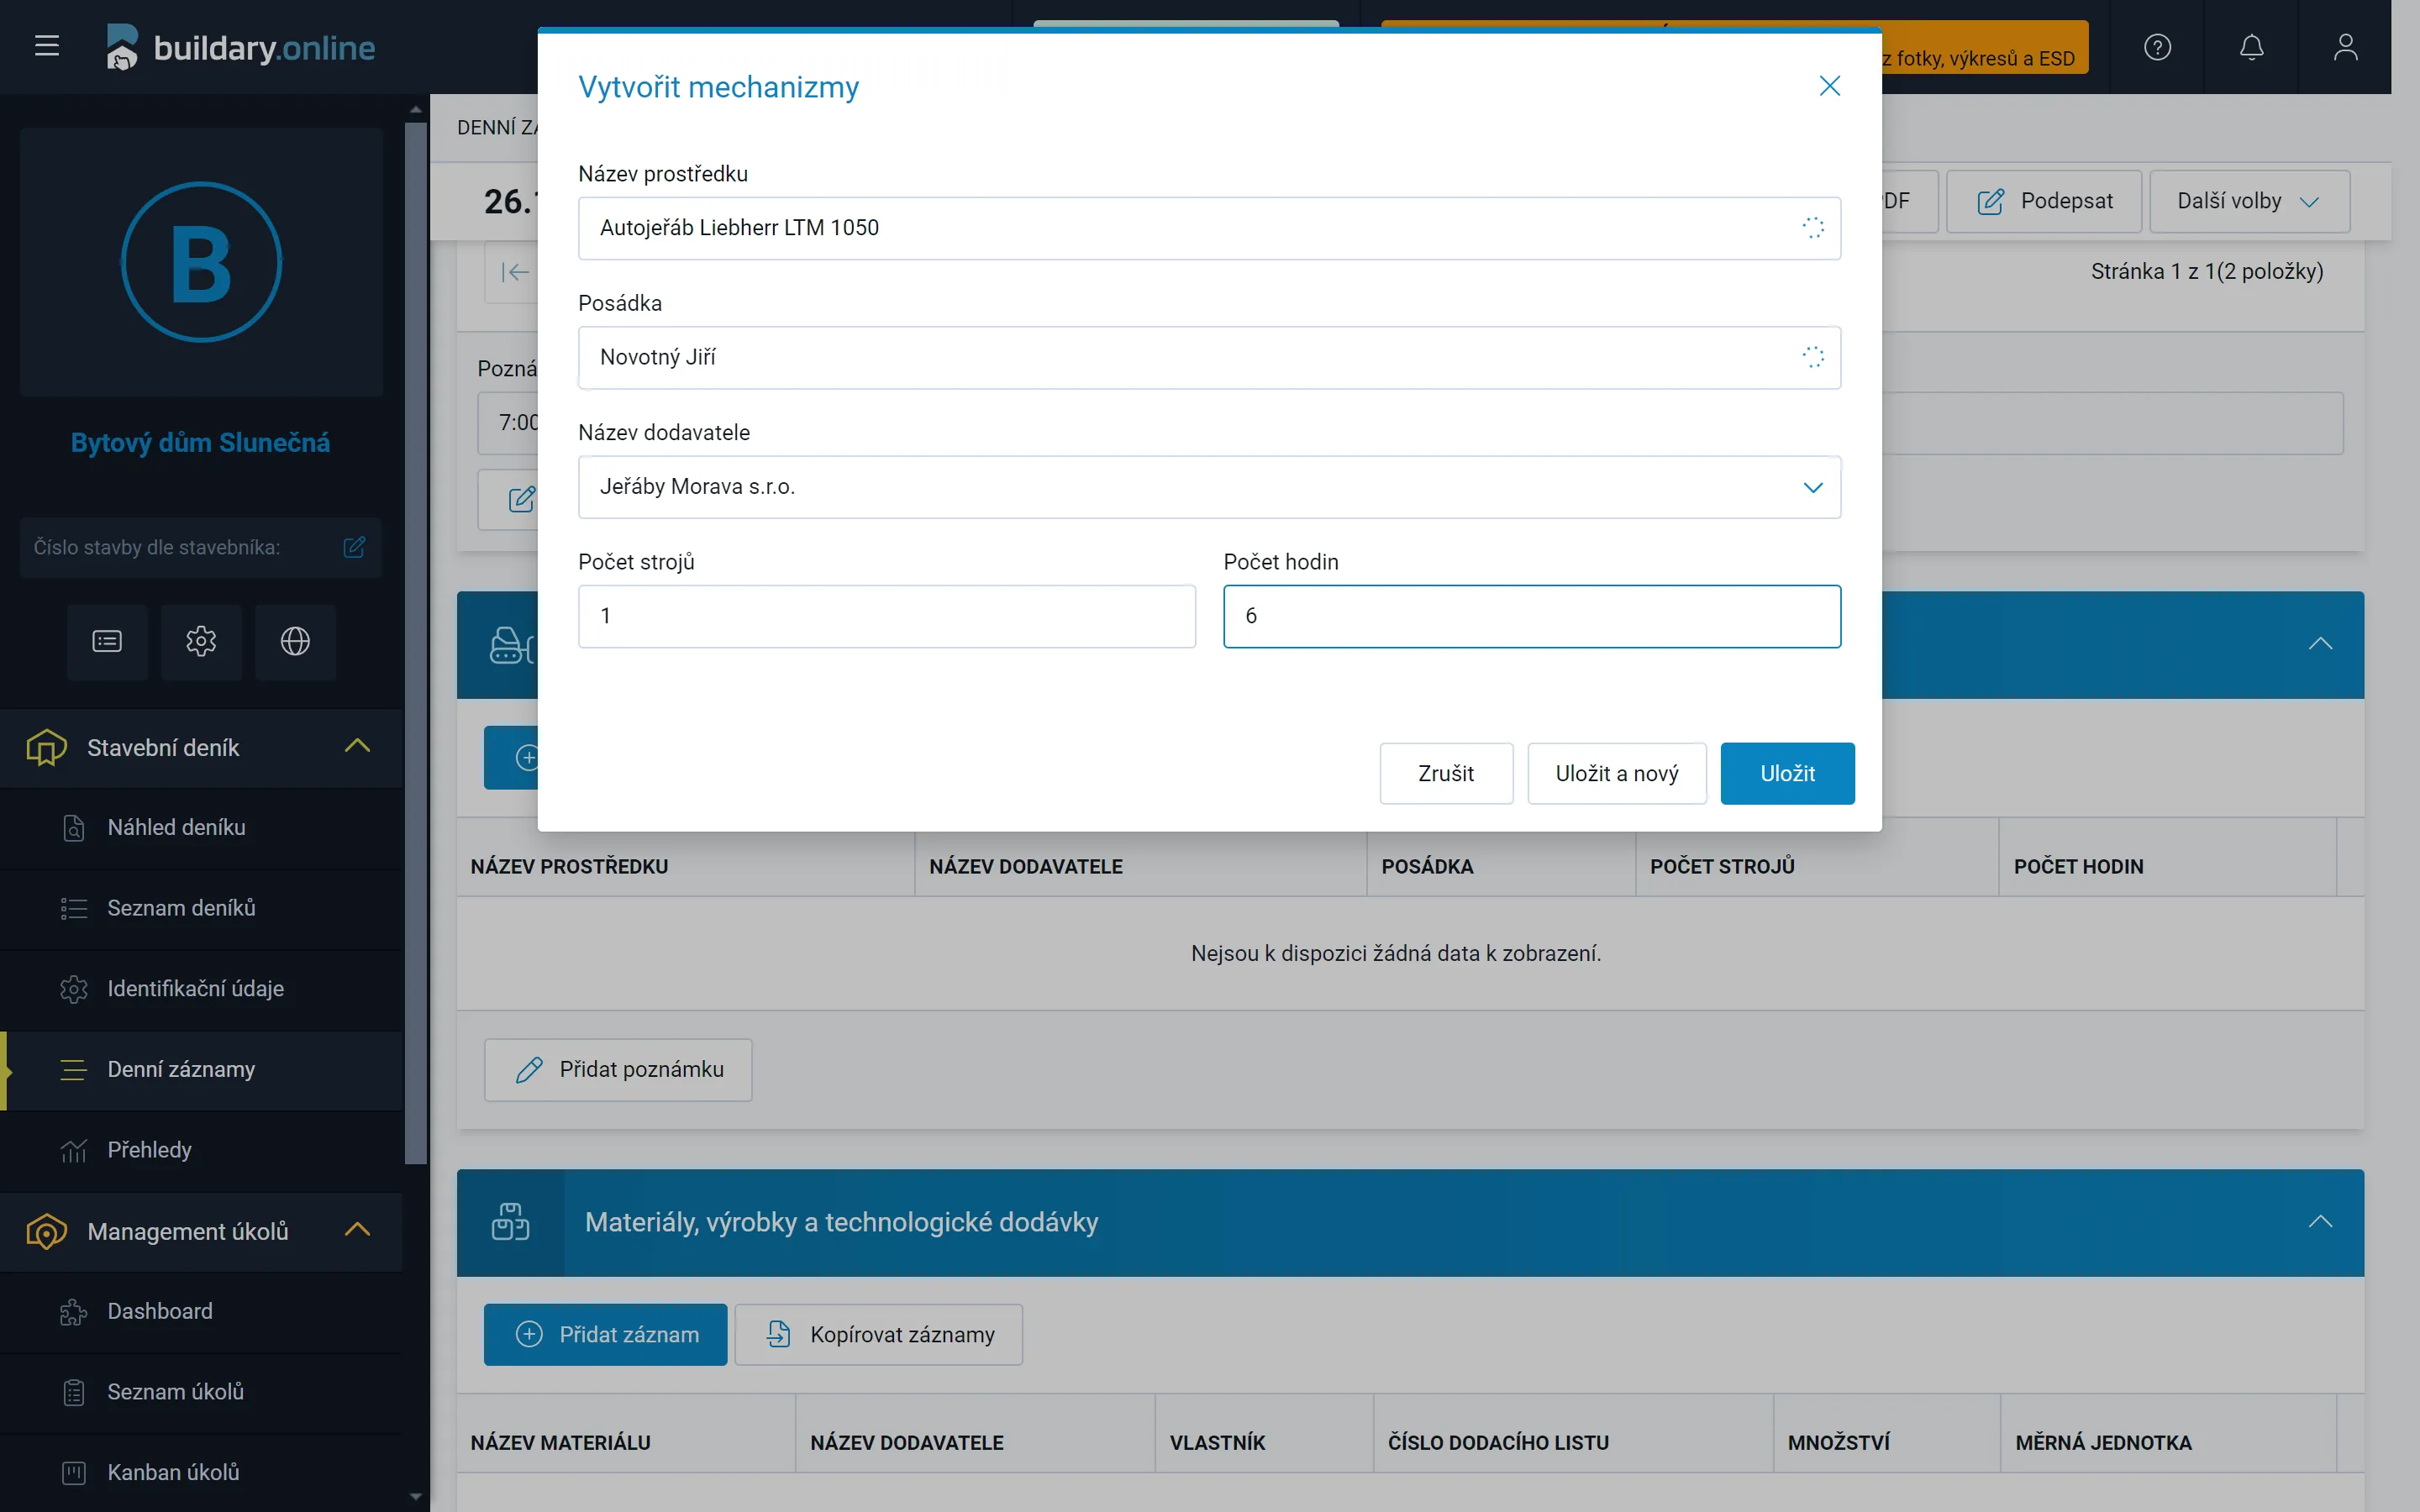 buildary.online
z fotky, výkresů a ESD
B
Bytový dům Slunečná
Číslo stavby dle stavebníka:
Stavební deník
Náhled deníku
Seznam deníků
Identifikační údaje
Denní záznamy
Přehledy
Management úkolů
Dashboard
Seznam úkolů
Kanban úkolů
DENNÍ
26.
Podepsat
Další volby
Stránka 1 z 1(2 položky)
7:00
Vytvořit mechanizmy
Název prostředku
Autojeřáb Liebherr LTM 1050
Posádka
Novotný Jiří
Název dodavatele
Jeřáby Morava s.r.o.
Počet strojů
Počet hodin
1
6
Zrušit
Uložit a nový
Uložit
NÁZEV PROSTŘEDKU
NÁZEV DODAVATELE
POSÁDKA
POČET STROJŮ
POČET HODIN
Nejsou k dispozici žádná data k zobrazení.
Přidat poznámku
Materiály, výrobky a technologické dodávky
Přidat záznam
Kopírovat záznamy
NÁZEV MATERIÁLU
NÁZEV DODAVATELE
VLASTNÍK
ČÍSLO DODACÍHO LISTU
MNOŽSTVÍ
MĚRNÁ JEDNOTKA